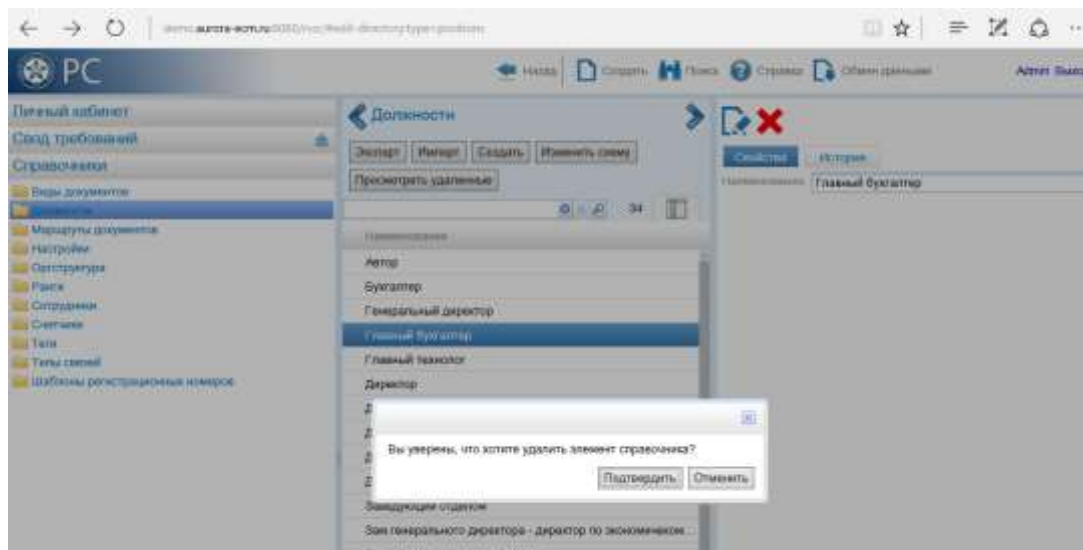 PC
Назад Создать Поиск Справка Обмен данными Admin
Личный кабинет
Свод требований
Справочники
Виды документов
Маршруты документов
Настройки
Оргструктура
Ранги
Сотрудники
Счетчики
Теги
Типы связей
Шаблоны регистрационных номеров
Должности
Экспорт Импорт Создать Изменить схему
Просмотреть удаленные
34
Наименование
Автор
Бухгалтер
Генеральный директор
Главный бухгалтер
Главный технолог
Директор
Заведующий отделом
Зам генерального директора - директор по
Свойства История
Наименование Главный бухгалтер
Вы уверены, что хотите удалить элемент справочника?
Подтвердить Отменить